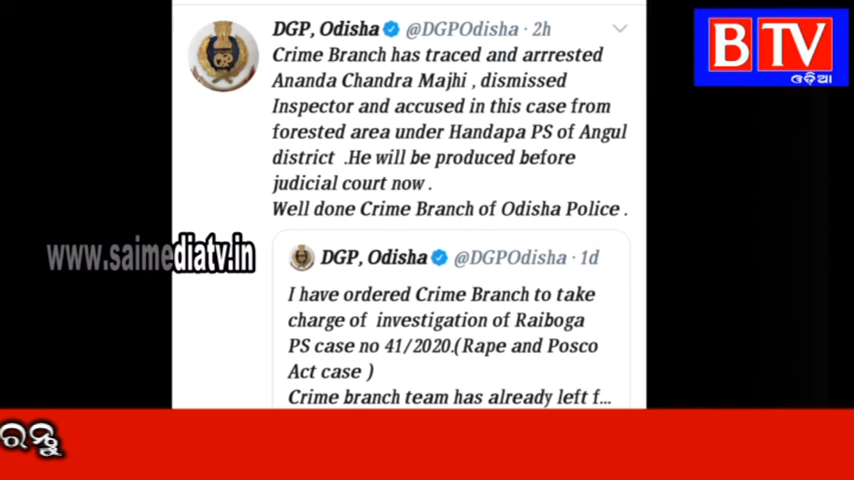 DGP, Odisha @DGPOdisha · 2h
Crime Branch has traced and arrrested
Ananda Chandra Majhi , dismissed
Inspector and accused in this case from
forested area under Handapa PS of Angul
district .He will be produced before
judicial court now .
Well done Crime Branch of Odisha Police .
DGP, Odisha @DGPOdisha · 1d
I have ordered Crime Branch to take
charge of investigation of Raiboga
PS case no 41/2020.(Rape and Posco
Act case )
Crime branch team has already left f...
BTV
ଓଡ଼ିଆ
www.saimediatv.in
ରନ୍ତୁ